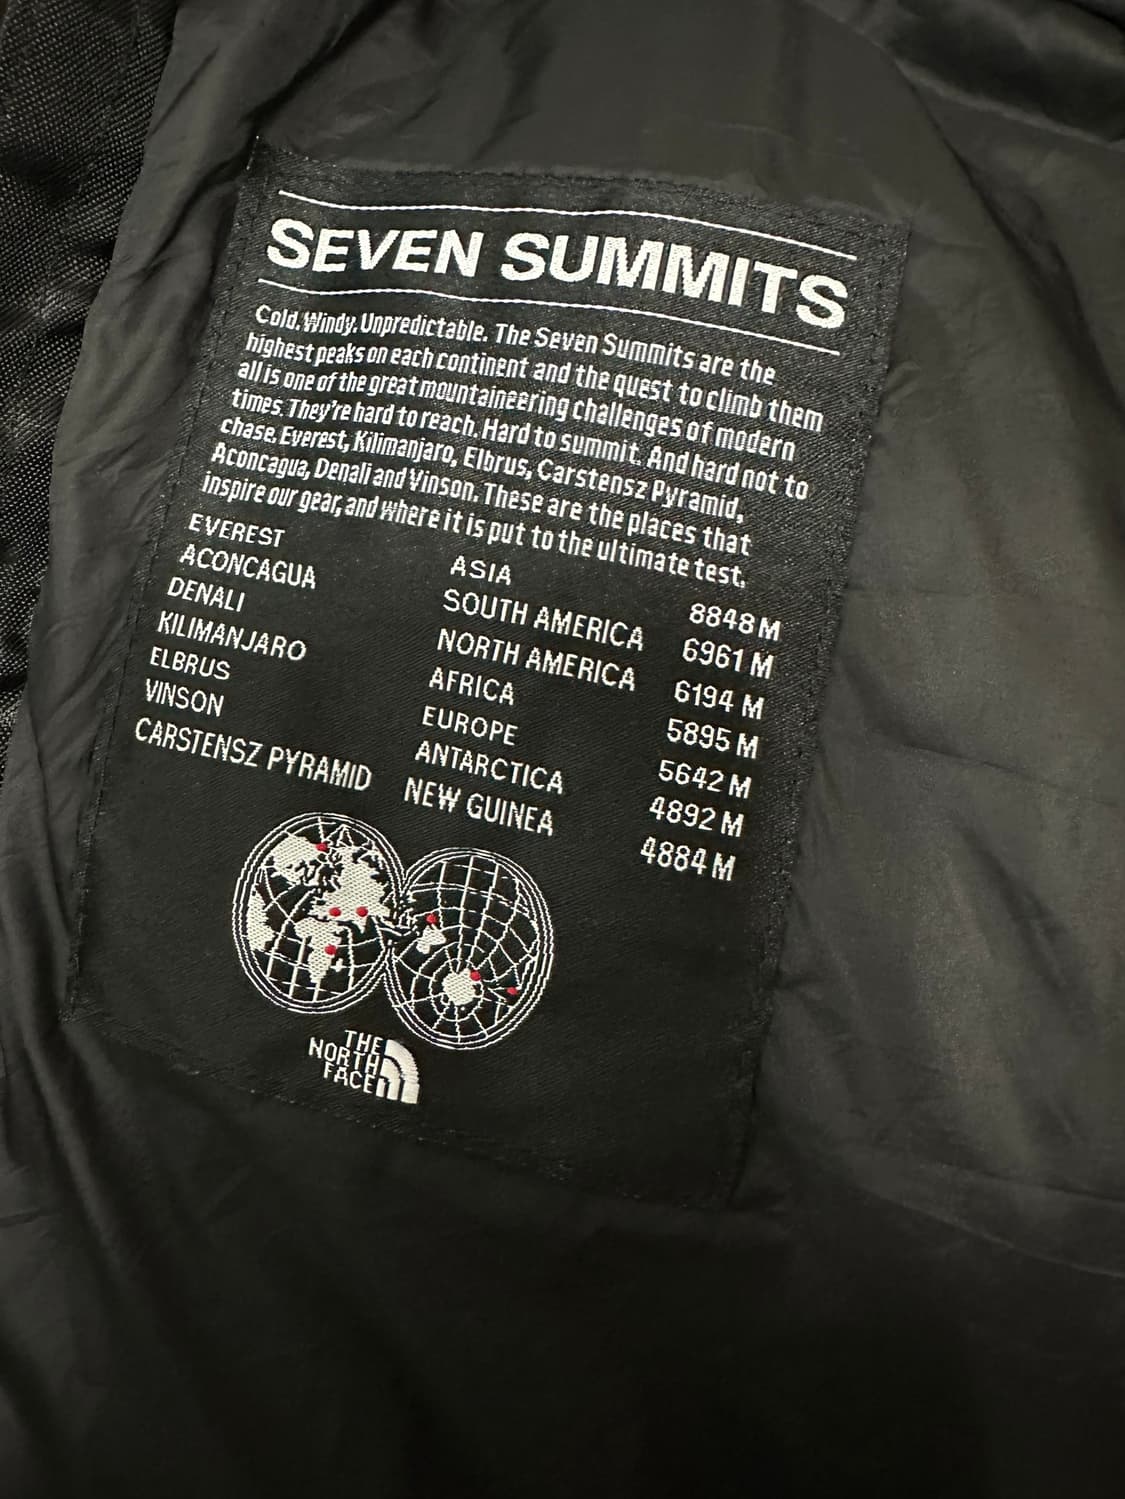 SEVEN SUMMITS
Cold. Windy. Unpredictable. The Seven Summits are the
highest peaks on each continent and the quest to climb them
all is one of the great mountaineering challenges of modern
times. They're hard to reach. Hard to summit. And hard not to
chase. Everest, Kilimanjaro, Elbrus, Carstensz Pyramid,
Aconcagua, Denali and Vinson. These are the places that
inspire our gear, and where it is put to the ultimate test.
EVEREST ASIA 8848 M
ACONCAGUA SOUTH AMERICA 6961 M
DENALI NORTH AMERICA 6194 M
KILIMANJARO AFRICA 5895 M
ELBRUS EUROPE 5642 M
VINSON ANTARCTICA 4892 M
CARSTENSZ PYRAMID NEW GUINEA 4884 M
THE
NORTH
FACE